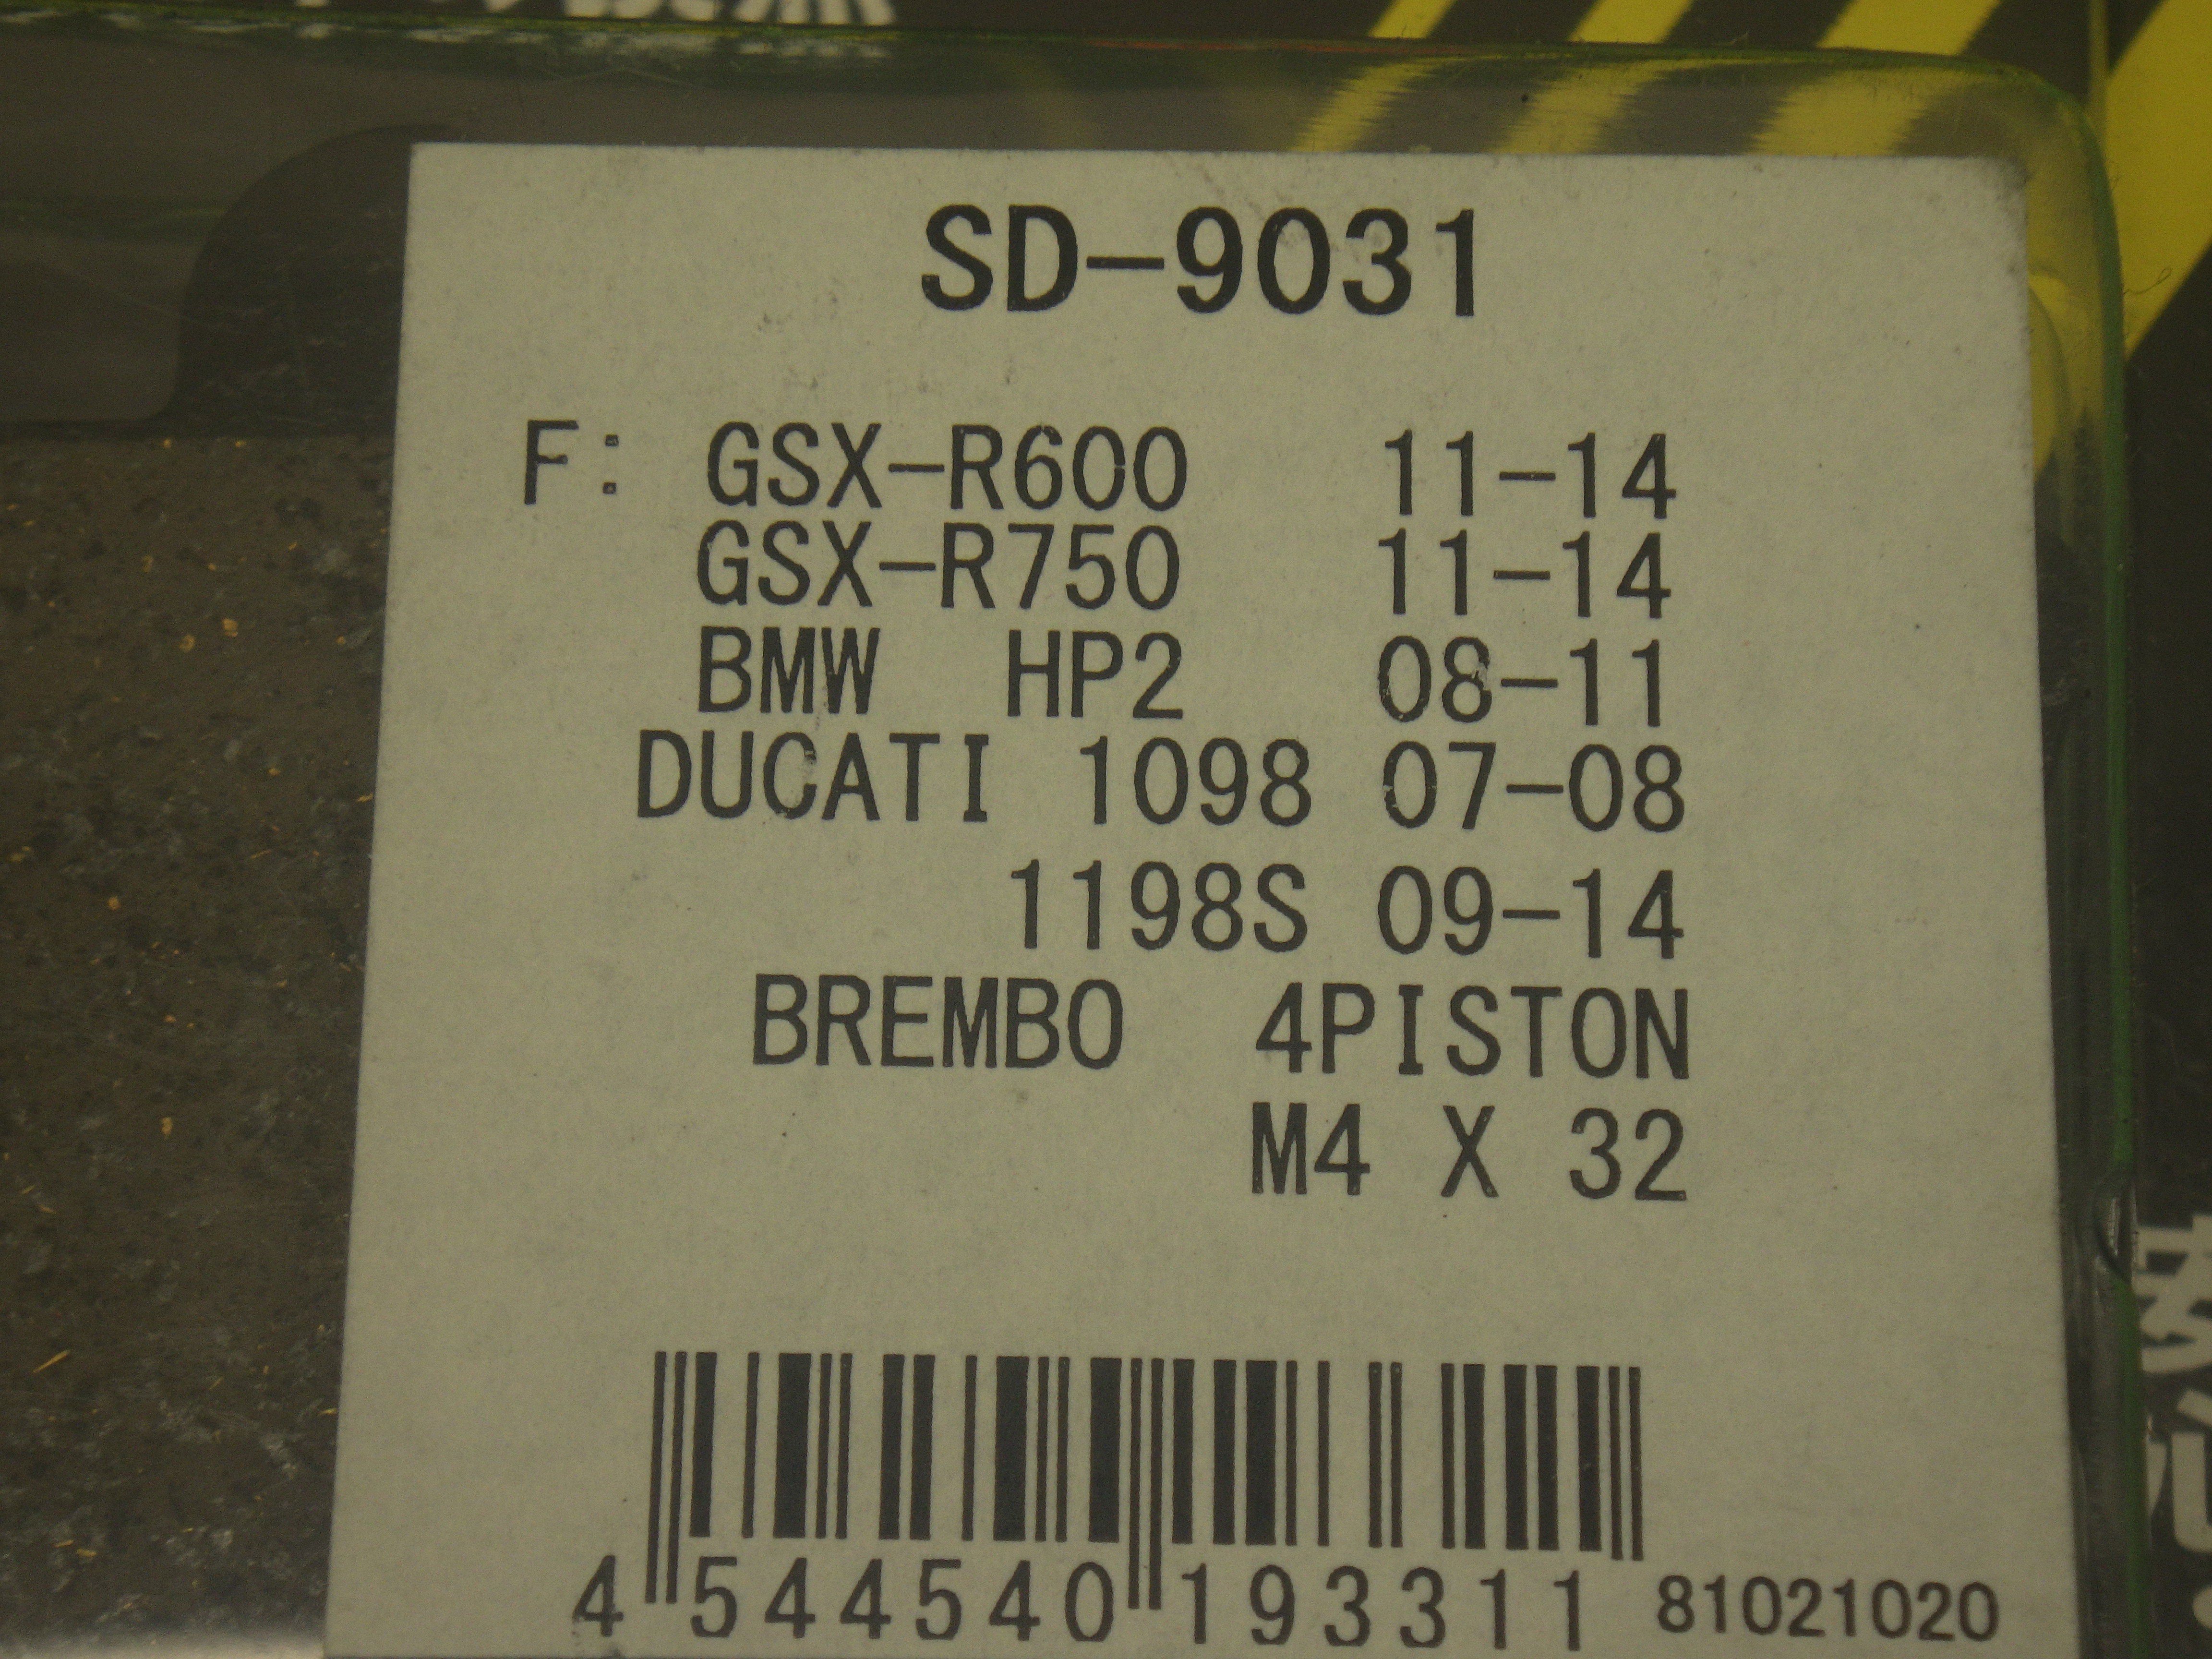 SD-9031
F: GSX-R600 11-14
GSX-R750 11-14
BMW HP2 08-11
DUCATI 1098 07-08
1198S 09-14
BREMBO 4PISTON
M4 X 32
4 544540 193311 81021020